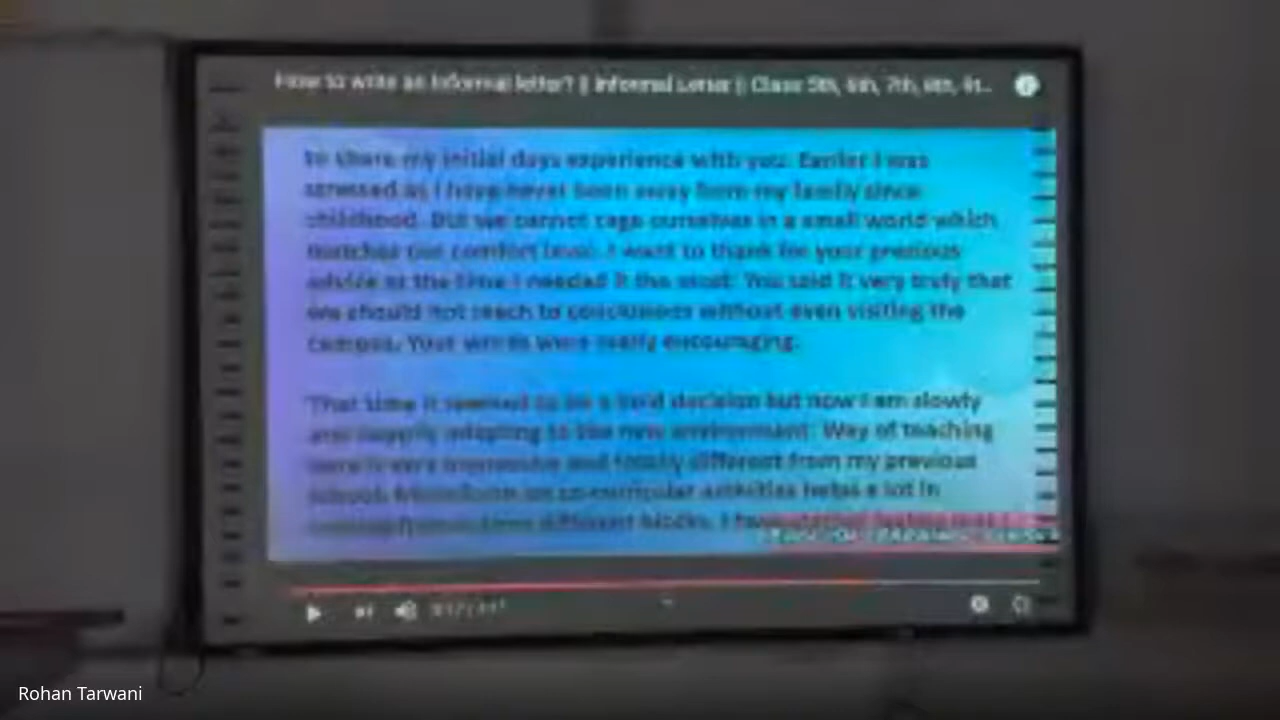 How to write an Informal letter? || Informal Letter || Class 5th, 6th, 7th, 8th, 9t...
to share my initial days experience with you. Earlier I was
stressed as I have never been away from my family since
childhood. But we cannot cage ourselves in a small world which
matches our comfort level. I want to thank for your precious
advice at the time I needed it the most. You said it very truly that
we should not reach to conclusions without even visiting the
campus. Your words were really encouraging.
That time it seemed to be a bold decision but now I am slowly
and happily adapting to the new environment. Way of teaching
here is very impressive and totally different from my previous
school. on co-curricular activities helps a lot in
different blocks. I
Rohan Tarwani